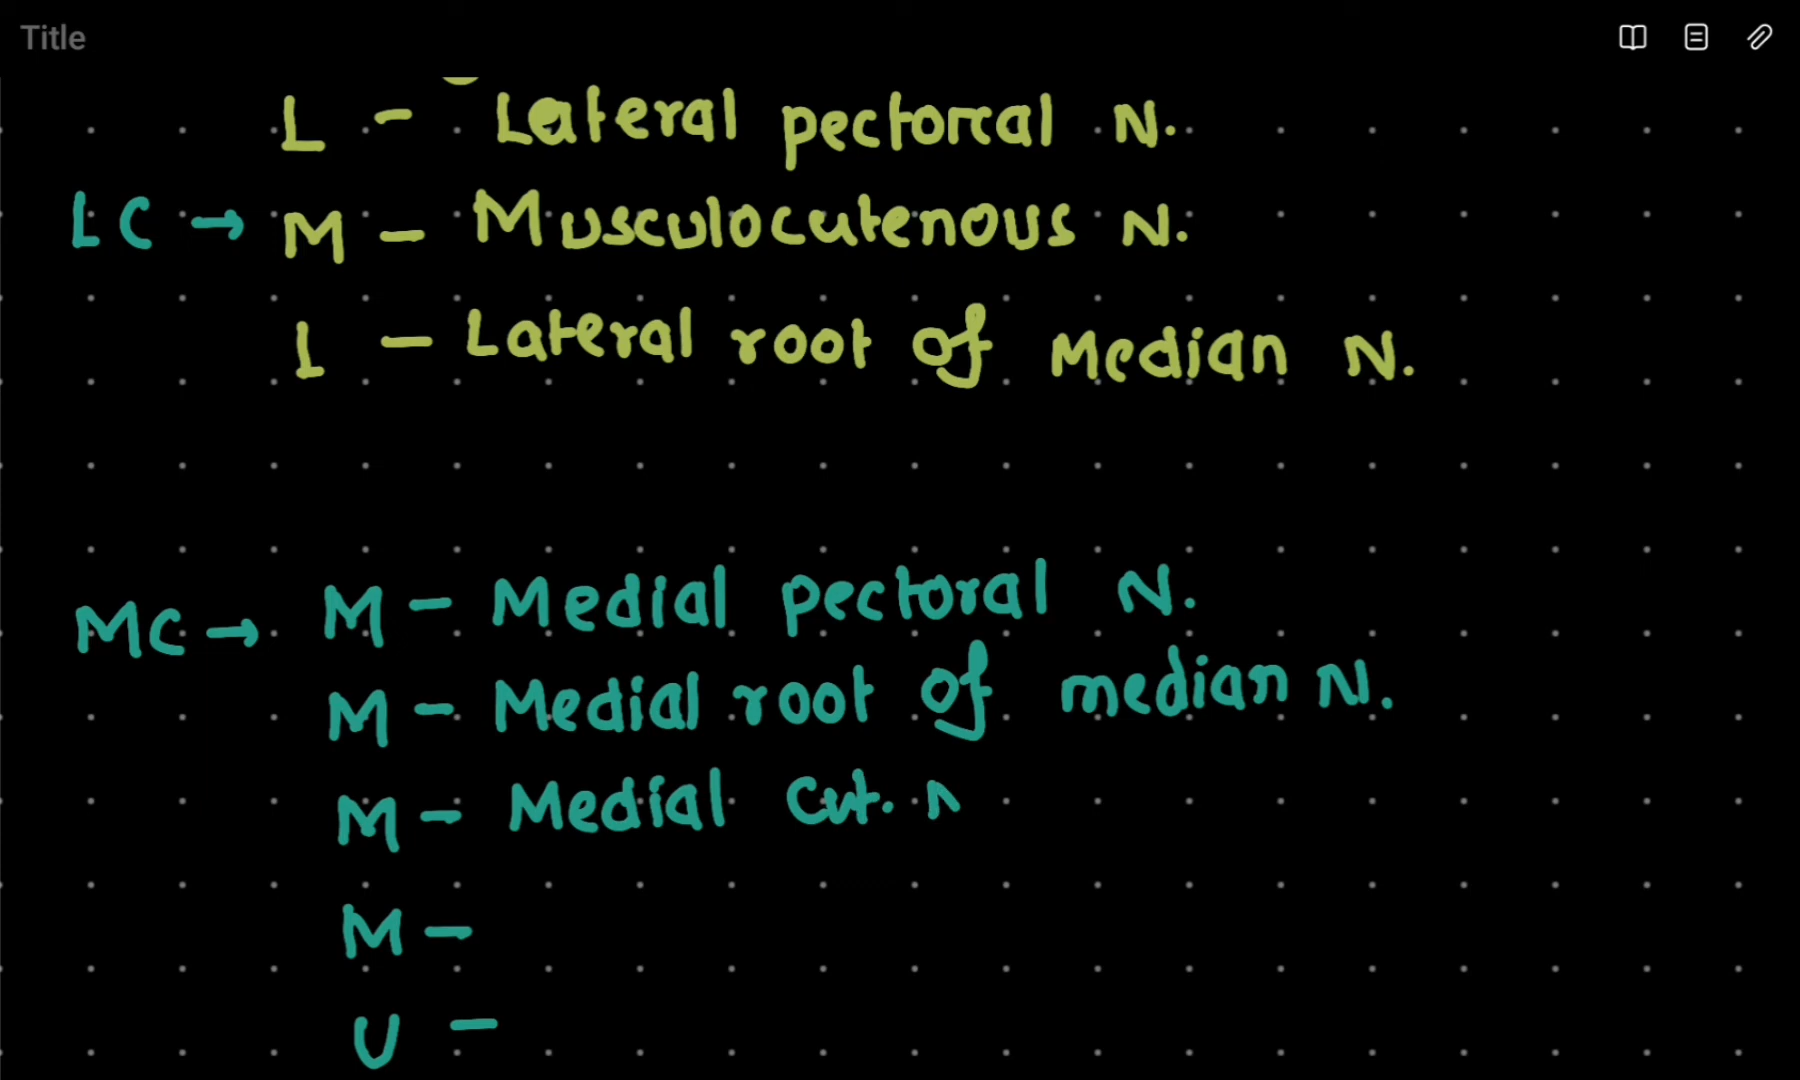 Title
L - Lateral pectoral N.
LC → M - Musculocutenous N.
L - Lateral root of Median N.
MC → M - Medial pectoral N.
M - Medial root of median N.
M - Medial Cut. N
M -
U -